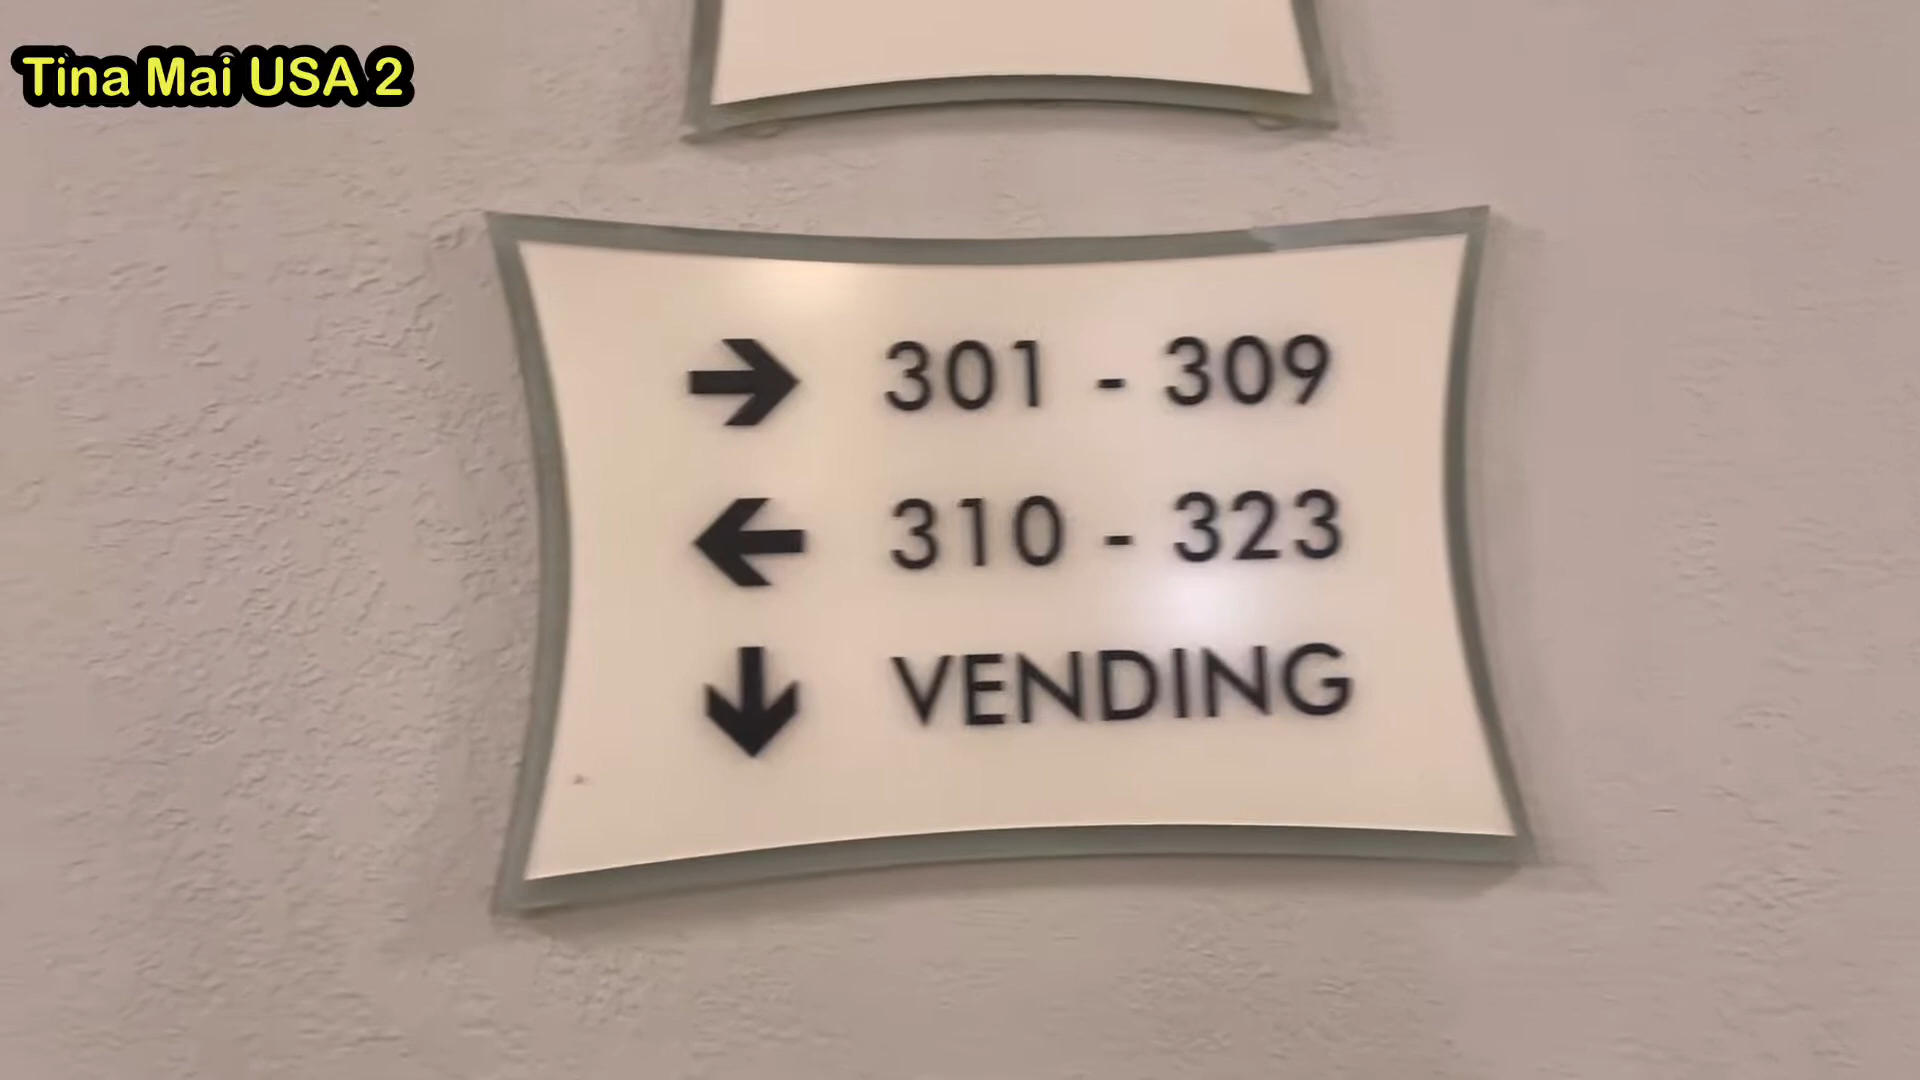 Tina Mai USA 2
→ 301 - 309
← 310 - 323
↓ VENDING